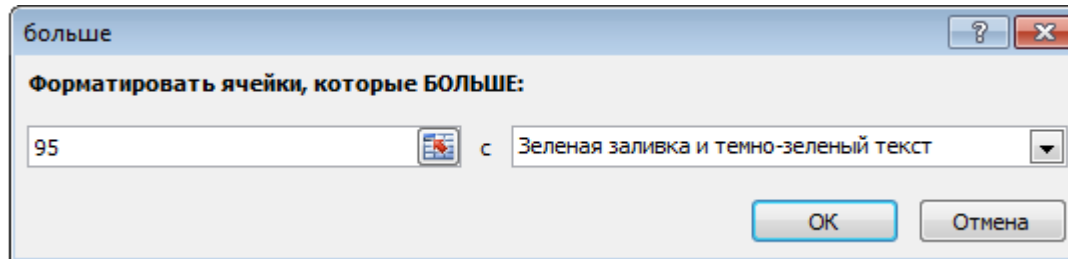 больше
Форматировать ячейки, которые БОЛЬШЕ:
95 с Зеленая заливка и темно-зеленый текст
ОК Отмена